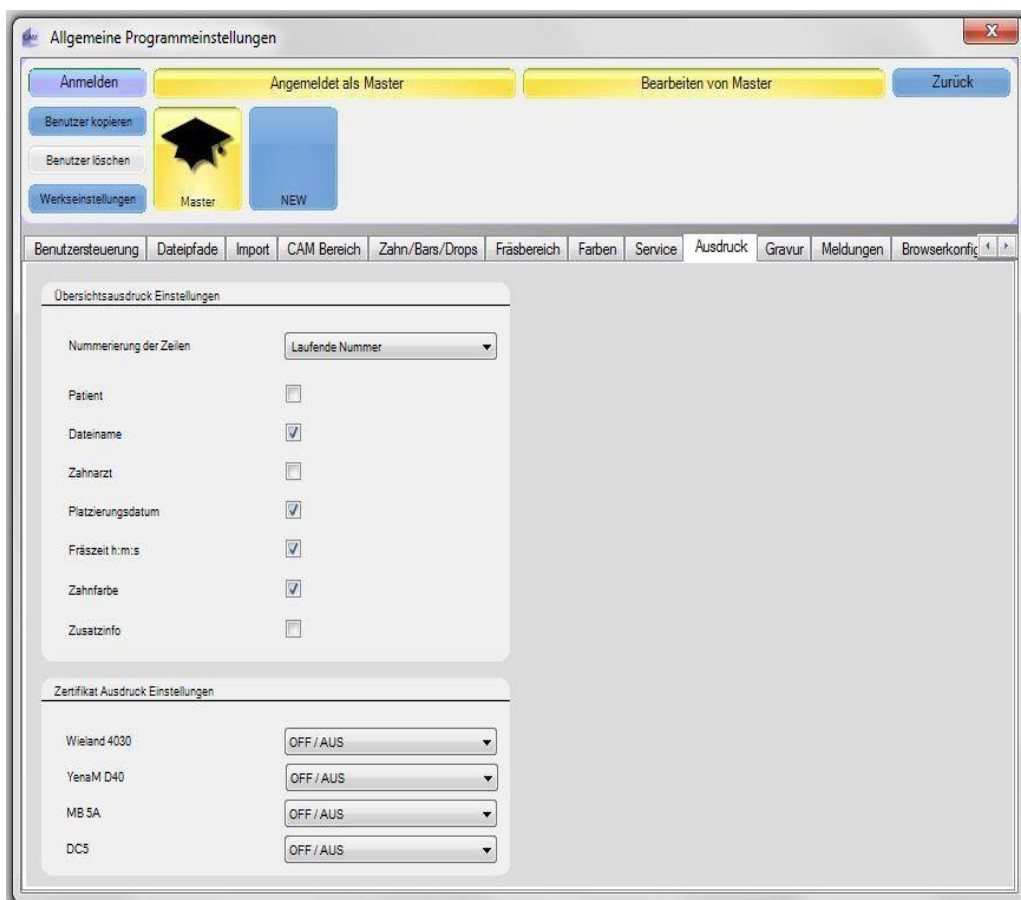 Allgemeine Programmeinstellungen
Anmelden Angemeldet als Master Bearbeiten von Master Zurück
Benutzer kopieren
Benutzer löschen
Werkseinstellungen Master NEW
Benutzersteuerung Dateipfade Import CAM Bereich Zahn/Bars/Drops Fräsbereich Farben Service Ausdruck Gravur Meldungen Browserkonfig
Übersichtsausdruck Einstellungen
Nummerierung der Zeilen Laufende Nummer
Patient
Dateiname
Zahnarzt
Platzierungsdatum
Fräszeit h:m:s
Zahnfarbe
Zusatzinfo
Zertifikat Ausdruck Einstellungen
Wieland 4030 OFF / AUS
YenaM D40 OFF / AUS
MB 5A OFF / AUS
DC5 OFF / AUS